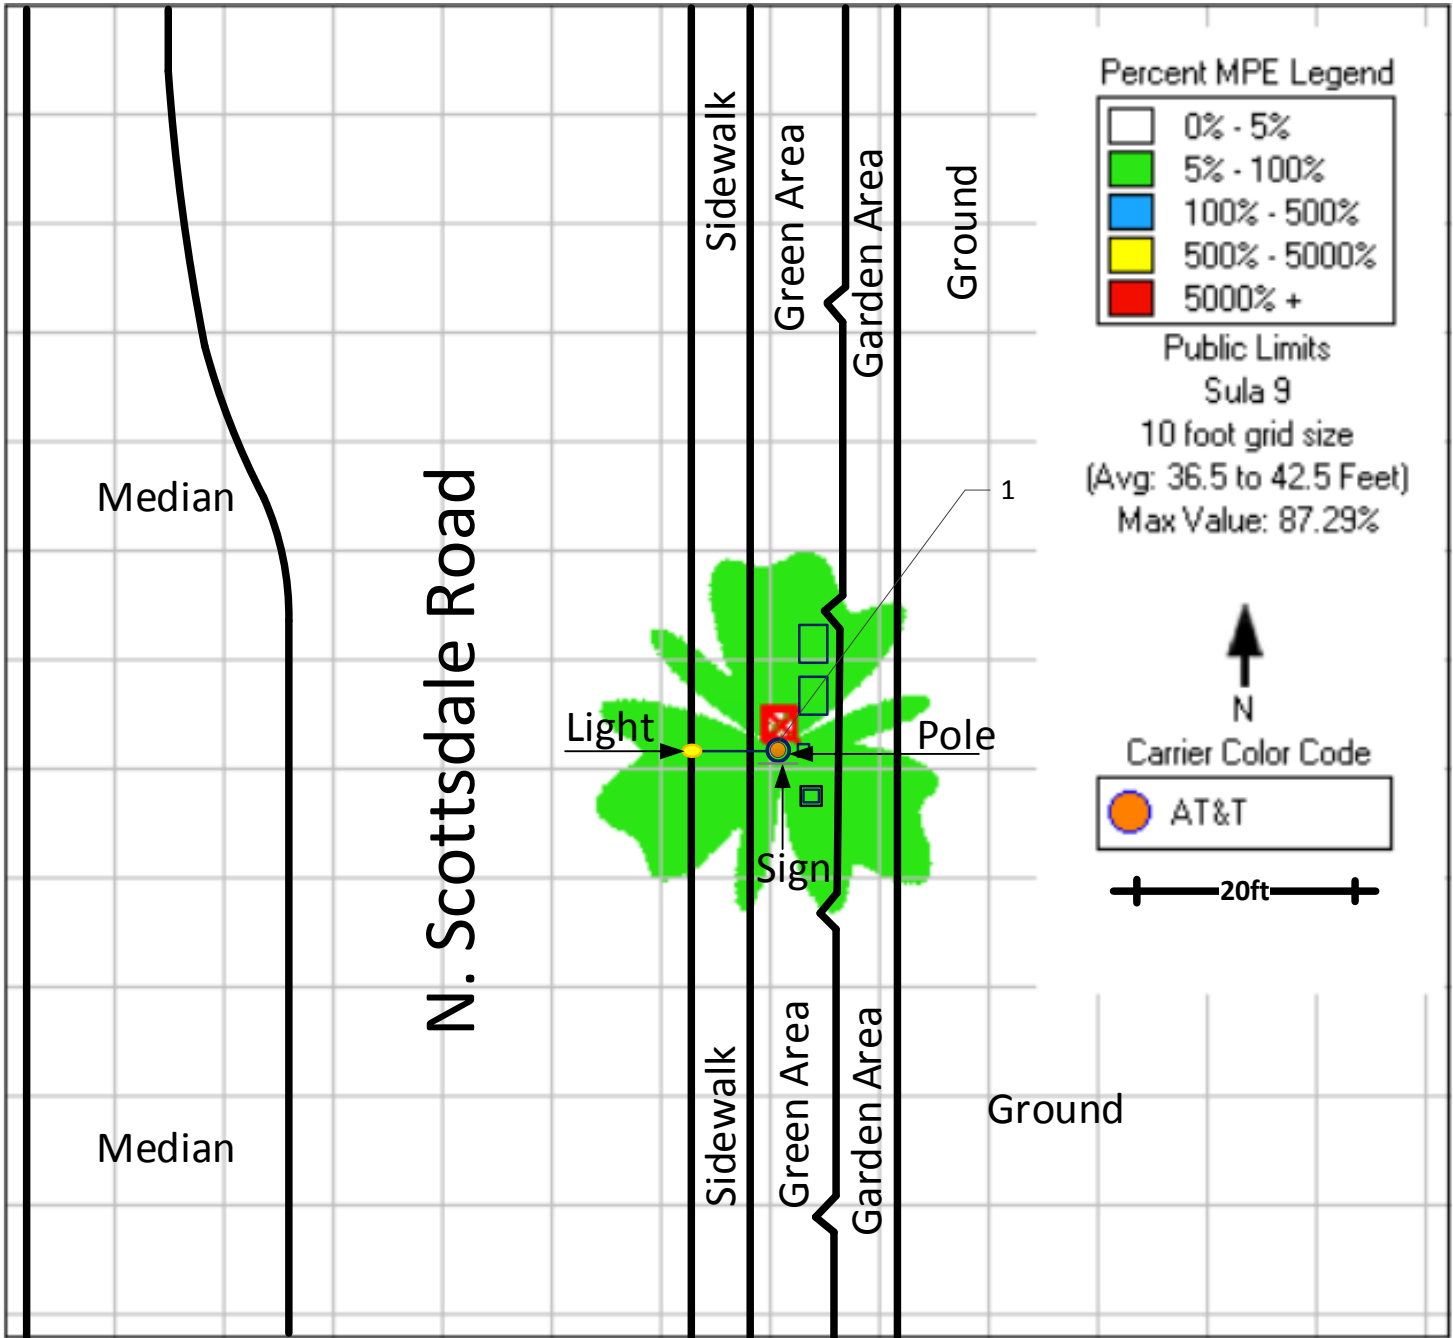 Sidewalk
Green Area
Garden Area
Ground
Percent MPE Legend
0% - 5%
5% - 100%
100% - 500%
500% - 5000%
5000% +
Public Limits
Sula 9
10 foot grid size
(Avg: 36.5 to 42.5 Feet)
Max Value: 87.29%
Median
N. Scottsdale Road
1
N
Light
Pole
Sign
Carrier Color Code
AT&T
20ft
Median
Sidewalk
Green Area
Garden Area
Ground